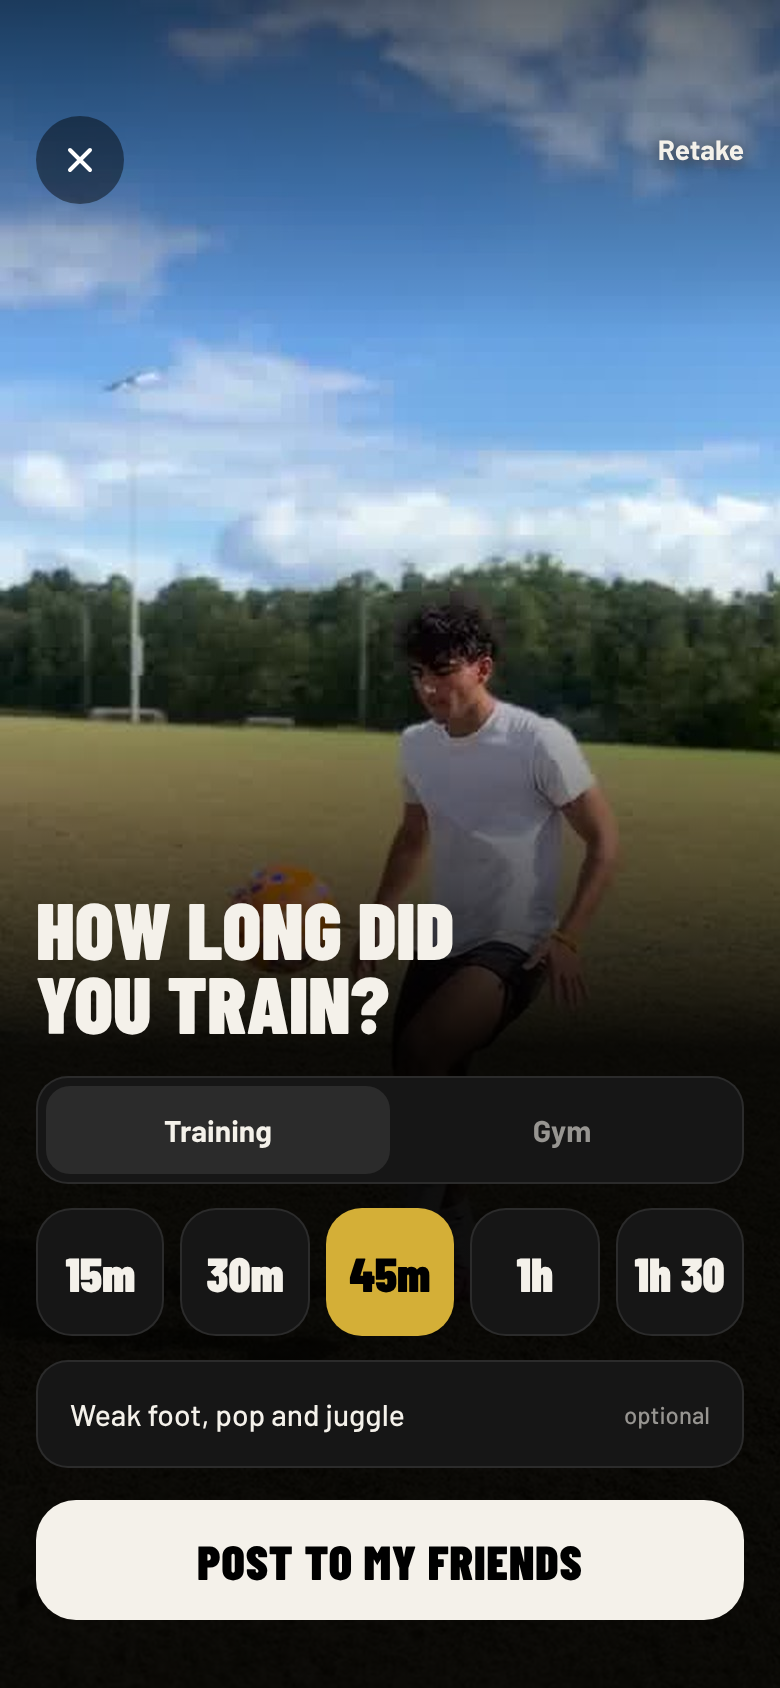 Retake
HOW LONG DID
YOU TRAIN?
Training
Gym
15m
30m
45m
1h
1h 30
Weak foot, pop and juggle
optional
POST TO MY FRIENDS